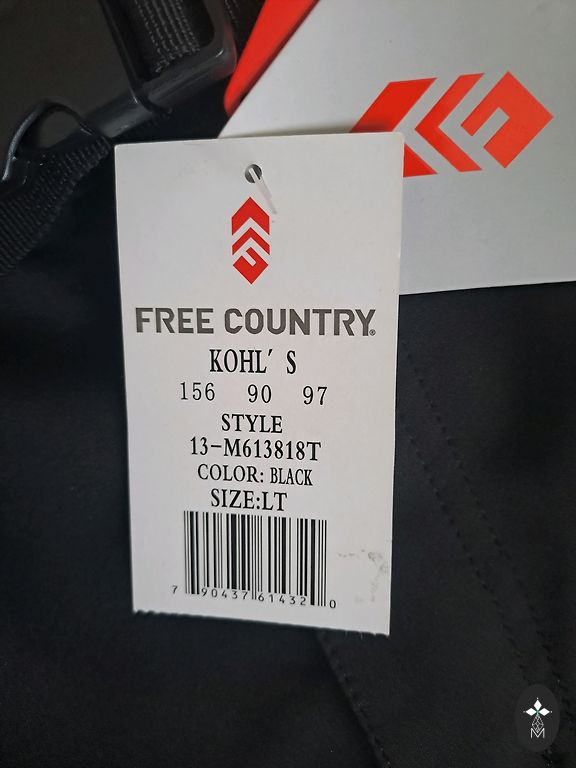 FREE COUNTRY®
KOHL'S
156 90 97
STYLE
13-M613818T
COLOR: BLACK
SIZE:LT
7 90437 61432 0
M